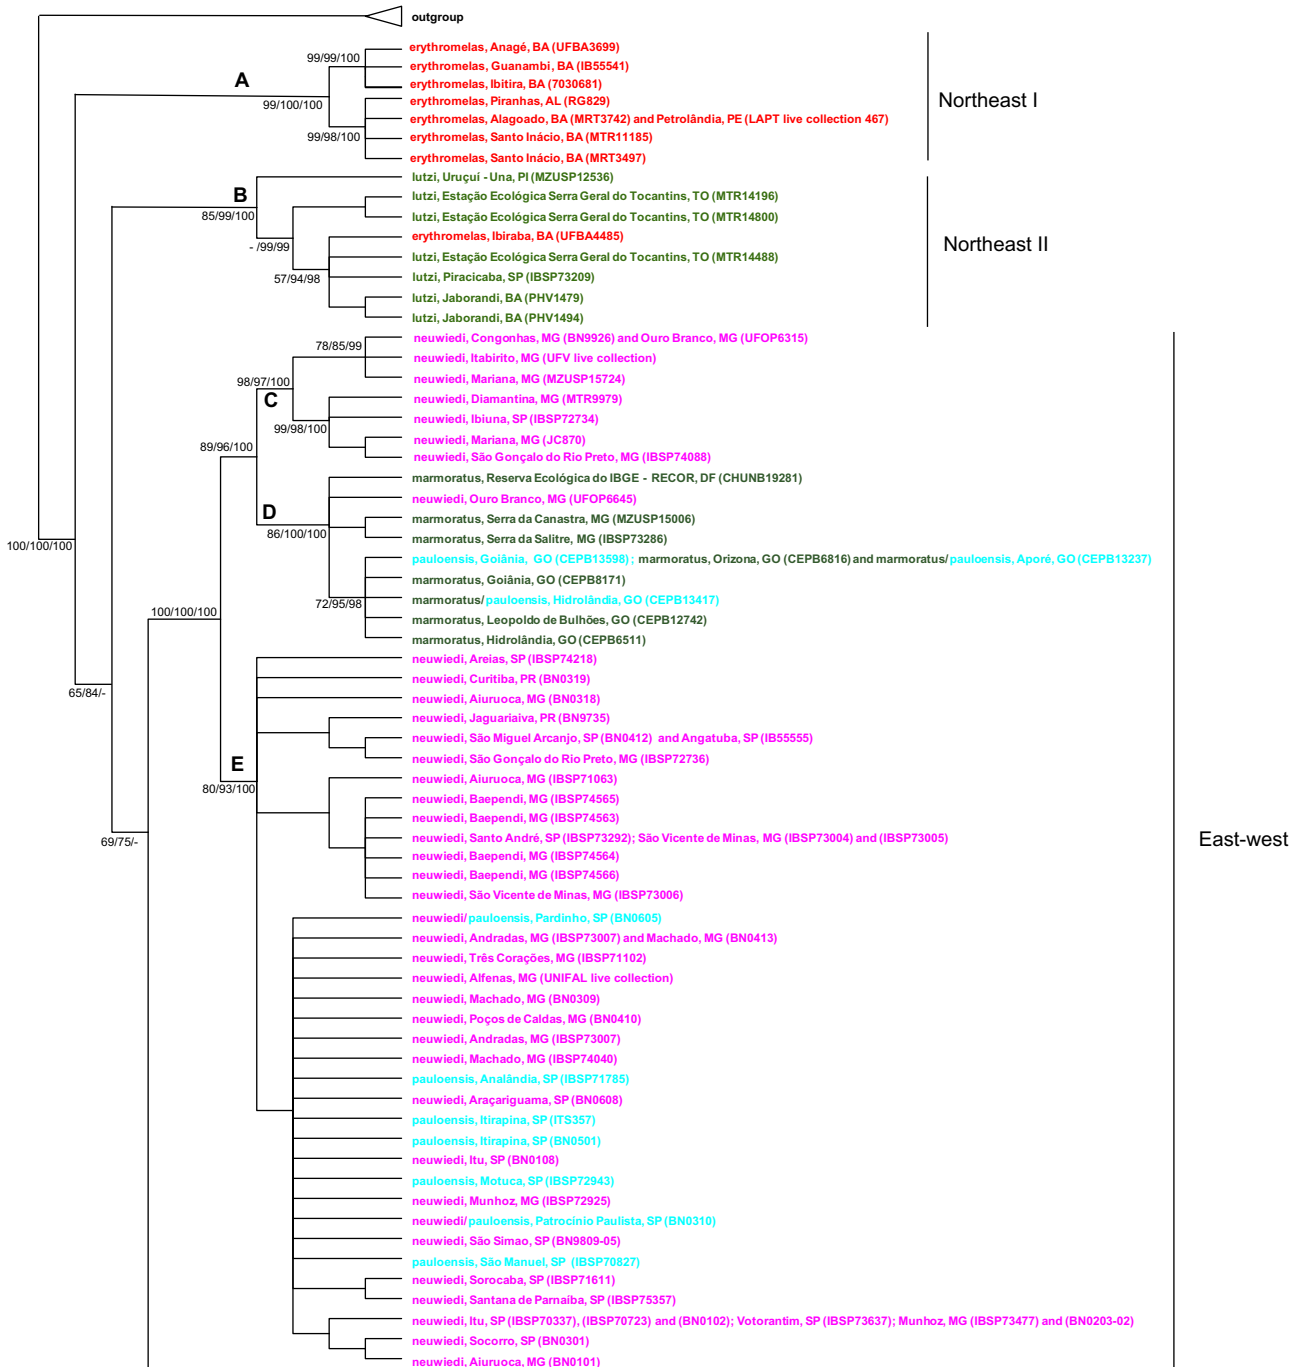 outgroup
erythromelas, Anagé, BA (UFBA3699)
99/99/100
erythromelas, Guanambi, BA (IB55541)
A
erythromelas, Ibitira, BA (7030681)
99/100/100
erythromelas, Piranhas, AL (RG829)
Northeast I
erythromelas, Alagoado, BA (MRT3742) and Petrolândia, PE (LAPT live collection 467)
99/98/100
erythromelas, Santo Inácio, BA (MTR11185)
erythromelas, Santo Inácio, BA (MRT3497)
lutzi, Uruçuí - Una, PI (MZUSP12536)
B
lutzi, Estação Ecológica Serra Geral do Tocantins, TO (MTR14196)
85/99/100
lutzi, Estação Ecológica Serra Geral do Tocantins, TO (MTR14800)
erythromelas, Ibiraba, BA (UFBA4485)
Northeast II
- /99/99
lutzi, Estação Ecológica Serra Geral do Tocantins, TO (MTR14488)
57/94/98
lutzi, Piracicaba, SP (IBSP73209)
lutzi, Jaborandi, BA (PHV1479)
lutzi, Jaborandi, BA (PHV1494)
neuwiedi, Congonhas, MG (BN9926) and Ouro Branco, MG (UFOP6315)
78/85/99
neuwiedi, Itabirito, MG (UFV live collection)
neuwiedi, Mariana, MG (MZUSP15724)
98/97/100
C
neuwiedi, Diamantina, MG (MTR9979)
neuwiedi, Ibiuna, SP (IBSP72734)
99/98/100
neuwiedi, Mariana, MG (JC870)
89/96/100
neuwiedi, São Gonçalo do Rio Preto, MG (IBSP74088)
marmoratus, Reserva Ecológica do IBGE - RECOR, DF (CHUNB19281)
neuwiedi, Ouro Branco, MG (UFOP6645)
D
marmoratus, Serra da Canastra, MG (MZUSP15006)
86/100/100
marmoratus, Serra da Salitre, MG (IBSP73286)
100/100/100
pauloensis, Goiânia, GO (CEPB13598); marmoratus, Orizona, GO (CEPB6816) and marmoratus/pauloensis, Aporé, GO (CEPB13237)
marmoratus, Goiânia, GO (CEPB8171)
marmoratus/pauloensis, Hidrolândia, GO (CEPB13417)
72/95/98
100/100/100
marmoratus, Leopoldo de Bulhões, GO (CEPB12742)
marmoratus, Hidrolândia, GO (CEPB6511)
neuwiedi, Areias, SP (IBSP74218)
neuwiedi, Curitiba, PR (BN0319)
65/84/-
neuwiedi, Aiuruoca, MG (BN0318)
neuwiedi, Jaguariaiva, PR (BN9735)
neuwiedi, São Miguel Arcanjo, SP (BN0412) and Angatuba, SP (IB55555)
neuwiedi, São Gonçalo do Rio Preto, MG (IBSP72736)
E
80/93/100
neuwiedi, Aiuruoca, MG (IBSP71063)
neuwiedi, Baependi, MG (IBSP74565)
neuwiedi, Baependi, MG (IBSP74563)
69/75/-
neuwiedi, Santo André, SP (IBSP73292); São Vicente de Minas, MG (IBSP73004) and (IBSP73005)
East-west
neuwiedi, Baependi, MG (IBSP74564)
neuwiedi, Baependi, MG (IBSP74566)
neuwiedi, São Vicente de Minas, MG (IBSP73006)
neuwiedi/pauloensis, Pardinho, SP (BN0605)
neuwiedi, Andradas, MG (IBSP73007) and Machado, MG (BN0413)
neuwiedi, Três Corações, MG (IBSP71102)
neuwiedi, Alfenas, MG (UNIFAL live collection)
neuwiedi, Machado, MG (BN0309)
neuwiedi, Poços de Caldas, MG (BN0410)
neuwiedi, Andradas, MG (IBSP73007)
neuwiedi, Machado, MG (IBSP74040)
pauloensis, Analândia, SP (IBSP71785)
neuwiedi, Araçariguama, SP (BN0608)
pauloensis, Itirapina, SP (ITS357)
pauloensis, Itirapina, SP (BN0501)
neuwiedi, Itu, SP (BN0108)
pauloensis, Motuca, SP (IBSP72943)
neuwiedi, Munhoz, MG (IBSP72925)
neuwiedi/pauloensis, Patrocínio Paulista, SP (BN0310)
neuwiedi, São Simao, SP (BN9809-05)
pauloensis, São Manuel, SP (IBSP70827)
neuwiedi, Sorocaba, SP (IBSP71611)
neuwiedi, Santana de Parnaíba, SP (IBSP75357)
neuwiedi, Itu, SP (IBSP70337), (IBSP70723) and (BN0102); Votorantim, SP (IBSP73637); Munhoz, MG (IBSP73477) and (BN0203-02)
neuwiedi, Socorro, SP (BN0301)
neuwiedi, Aiuruoca, MG (BN0101)